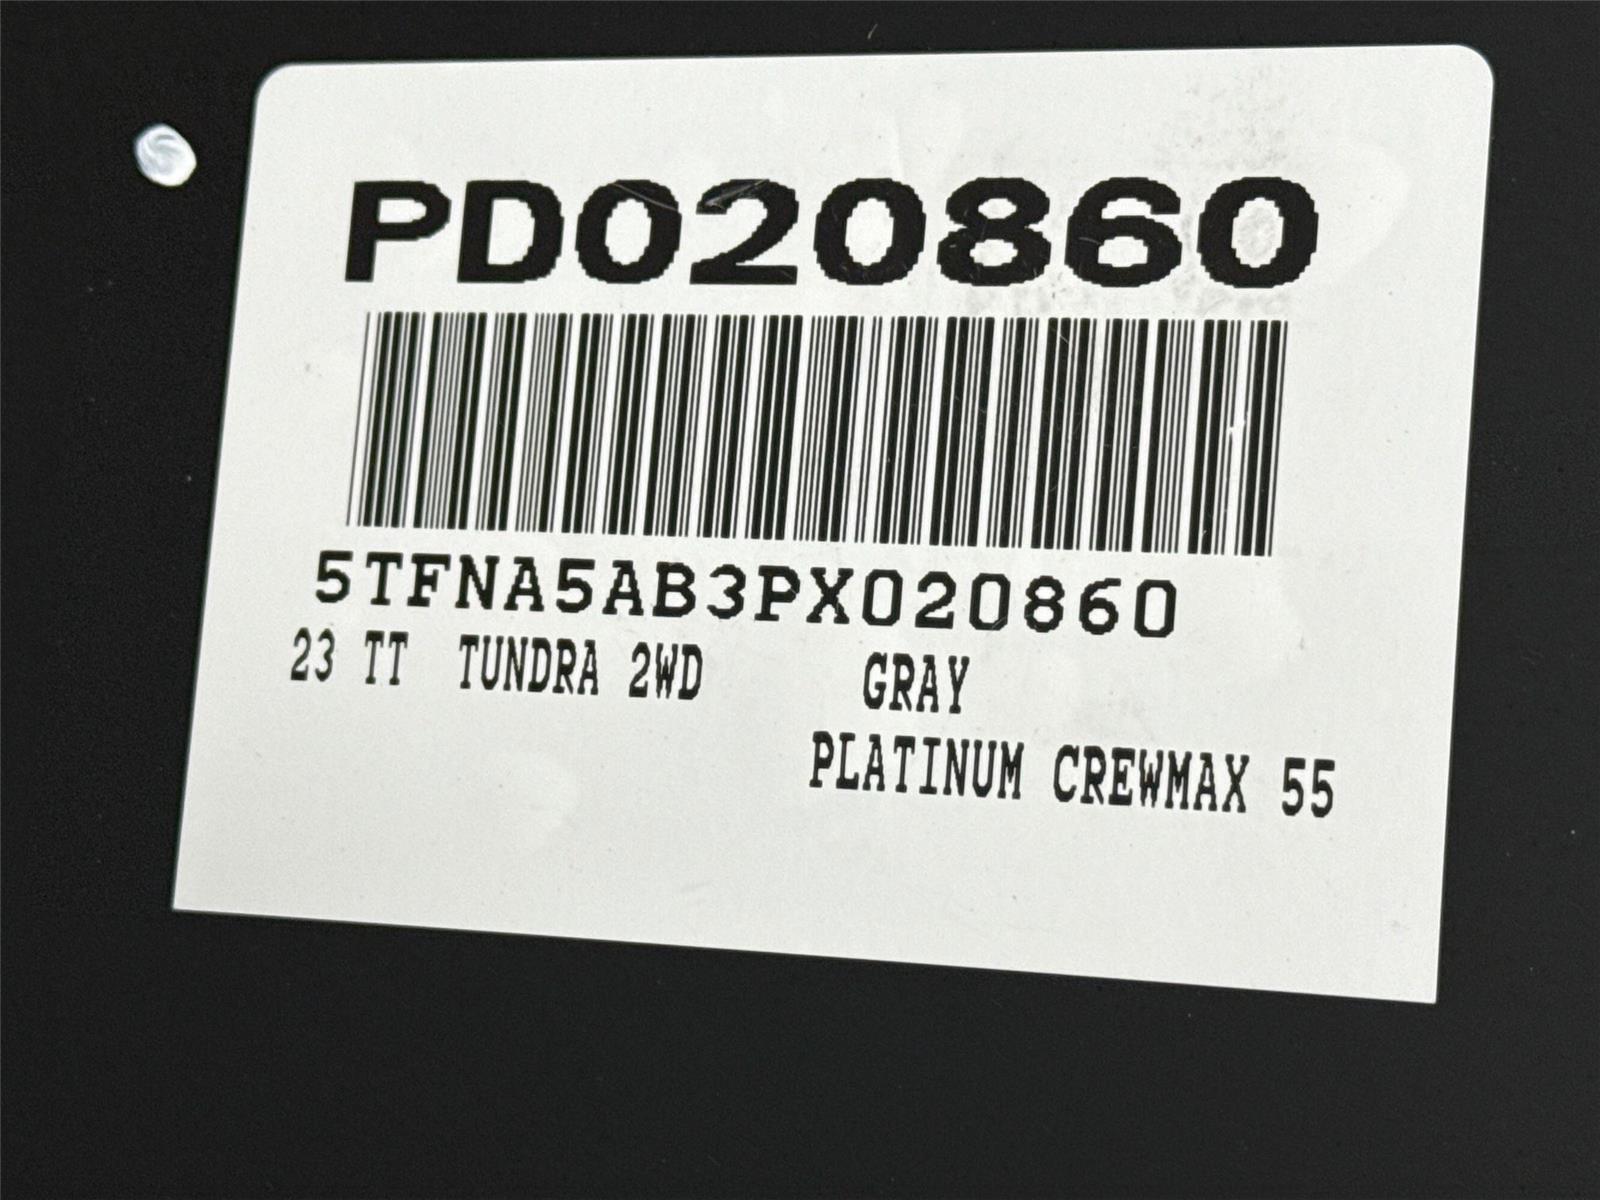 PD020860
5TFNA5AB3PX020860
23 TT TUNDRA 2WD GRAY
PLATINUM CREWMAX 55